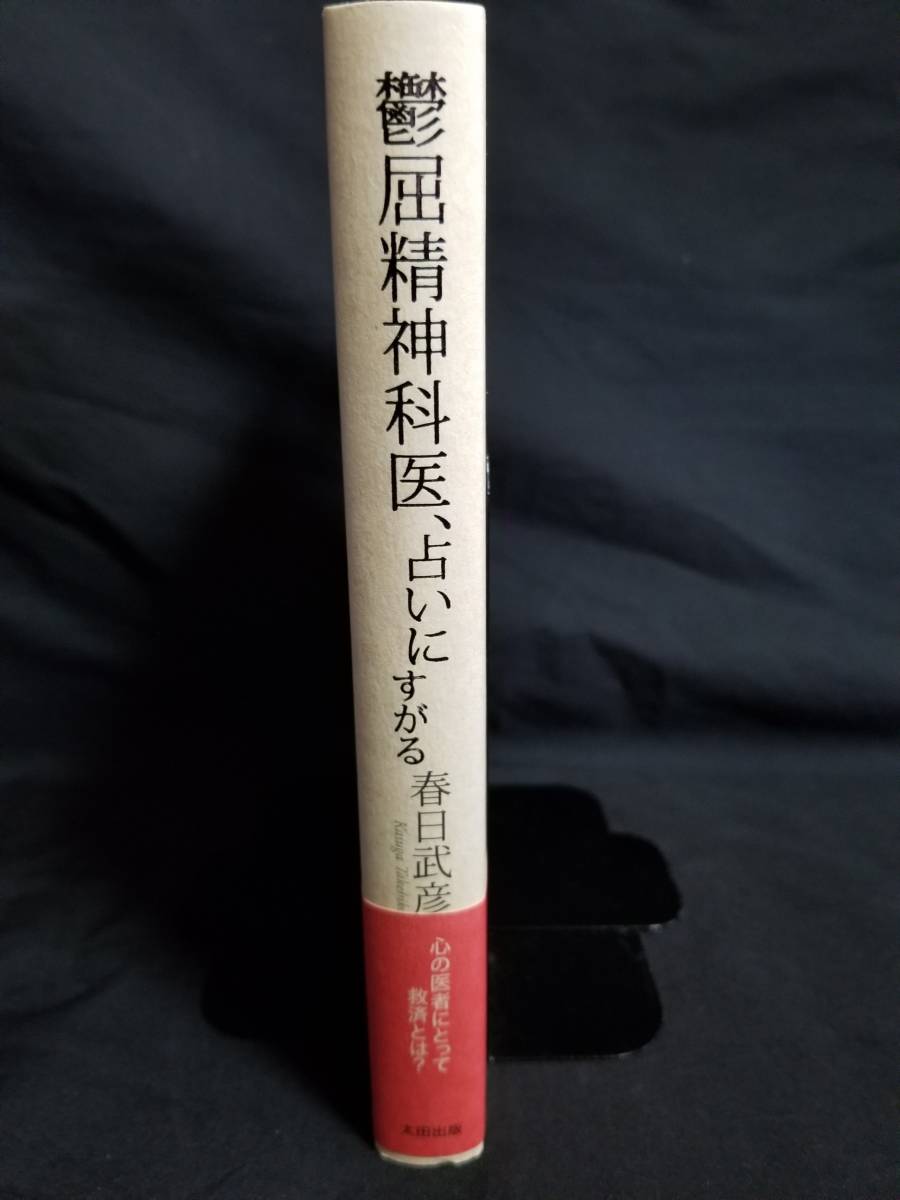 鬱屈精神科医、占いにすがる
春日武彦
Kasuga Takehik
心の医者にとって
救済とは?
太田出版